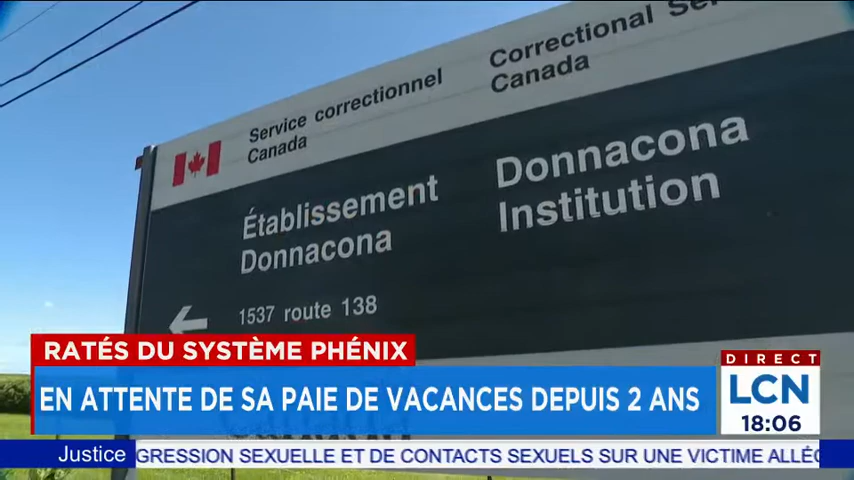 Service correctionnel
Canada
Correctional Ser
Canada
Établissement
Donnacona
Donnacona
Institution
1537 route 138
RATÉS DU SYSTÈME PHÉNIX
EN ATTENTE DE SA PAIE DE VACANCES DEPUIS 2 ANS
DIRECT
LCN
18:06
Justice
GRESSION SEXUELLE ET DE CONTACTS SEXUELS SUR UNE VICTIME ALLÉG